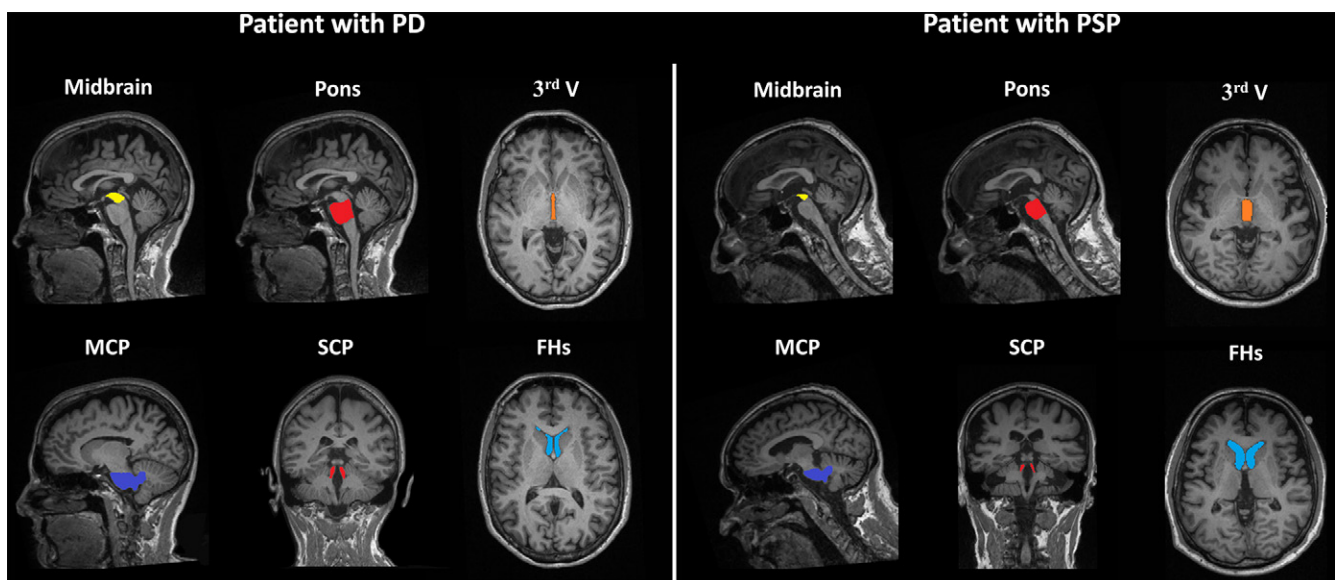 Patient with PD
Patient with PSP
Midbrain
Pons
3rd V
Midbrain
Pons
3rd V
MCP
SCP
FHs
MCP
SCP
FHs